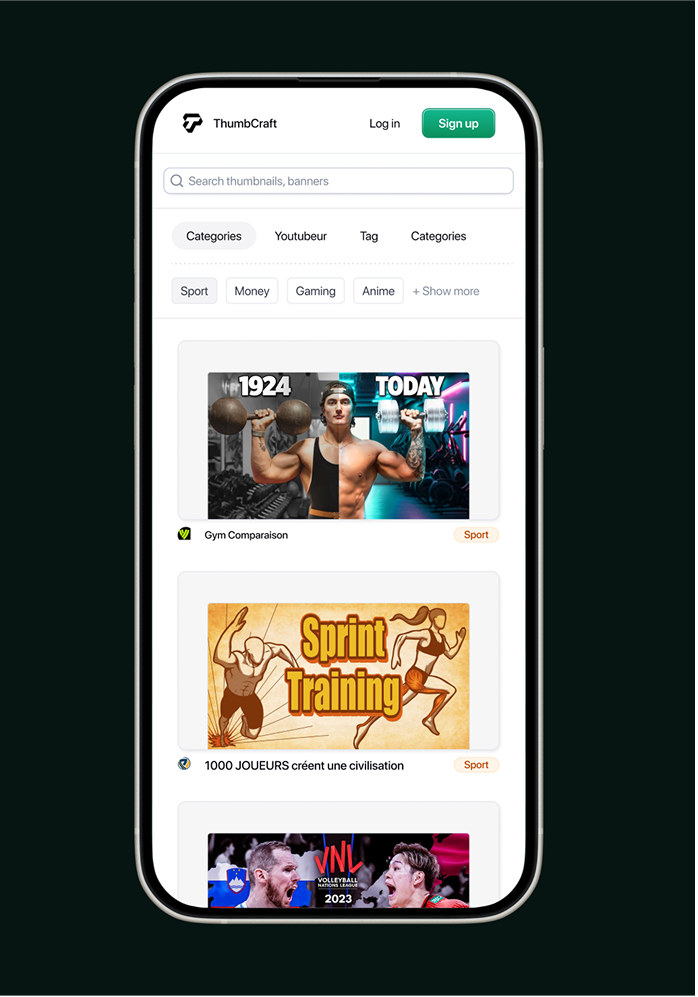 ThumbCraft
Log in
Sign up
Search thumbnails, banners
Categories
Youtubeur
Tag
Categories
Sport
Money
Gaming
Anime
+ Show more
1924
TODAY
Gym Comparaison
Sport
Sprint
Training
1000 JOUEURS créent une civilisation
Sport
VNL
VOLLEYBALL
NATIONS LEAGUE
2023